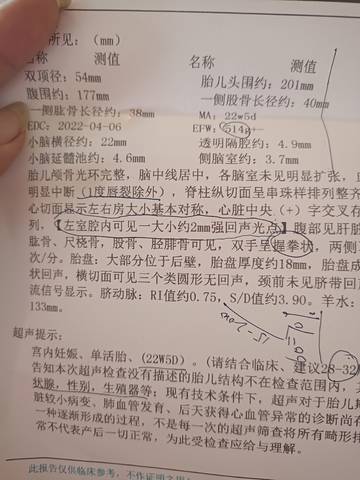 所见：（mm）
名称 测值 名称 测值
双顶径：54mm 胎儿头围约：201mm
腹围约：177mm 一侧股骨长径约：40mm
一侧肱骨长径约：38mm MA：22w5d
EDC：2022-04-06 EFW：514g
小脑横径约：22mm 透明隔腔约：4.9mm
小脑延髓池约：4.6mm 侧脑室约：3.7mm
胎儿颅骨光环完整，脑中线居中，各脑室未见明显扩张，
明显中断（1度唇裂除外），脊柱纵切面呈串珠样排列整齐
心切面显示左右房大小基本对称，心脏中央（+）字交叉存
列，【左室腔内可见一大小约2mm强回声光点】腹部见肝脏
肱骨、尺桡骨，股骨、胫腓骨可见，双手呈握拳状，两侧
次/分。胎盘：大部分位于后壁，胎盘厚度约18mm，胎盘成
状回声，横切面可见三个类圆形无回声，颈前未见脐带回
流信号显示。脐动脉：RI值约0.75，S/D值约3.90。羊水：
133mm。
超声提示：
宫内妊娠、单活胎、（22W5D）。（请结合临床、建议28-32
告知本次超声检查没有描述的胎儿结构不在检查范围内，
状腺，性别，生殖器等；现有技术条件下，超声对于胎儿
脏较小病变、肺血管发育、后天获得心血管异常的诊断尚存
一种逐渐形成的过程，不是每一次的超声筛查将所有畸形
常不代表产后一切正常，为此受检查应给与理解。
此报告仅供临床参考，不作证明之用